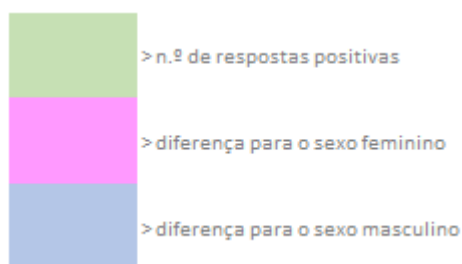 > n.º de respostas positivas
> diferença para o sexo feminino
> diferença para o sexo masculino